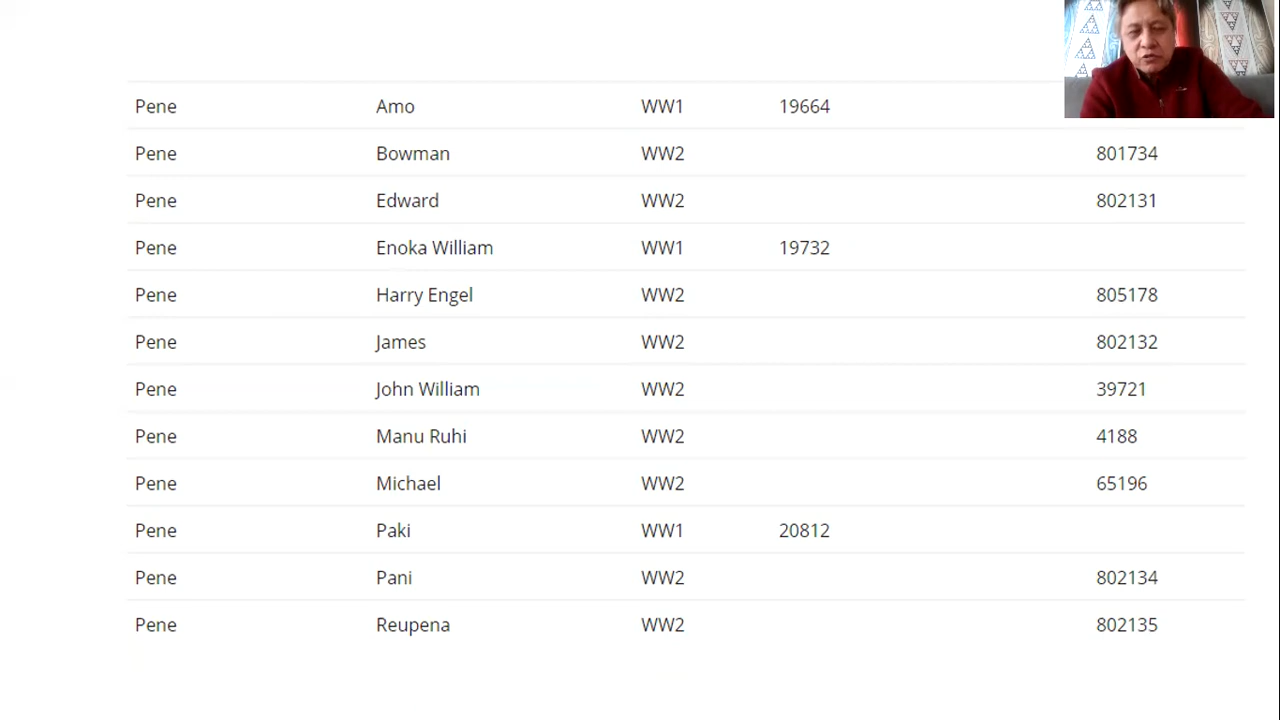 Pene Amo WW1 19664
Pene Bowman WW2 801734
Pene Edward WW2 802131
Pene Enoka William WW1 19732
Pene Harry Engel WW2 805178
Pene James WW2 802132
Pene John William WW2 39721
Pene Manu Ruhi WW2 4188
Pene Michael WW2 65196
Pene Paki WW1 20812
Pene Pani WW2 802134
Pene Reupena WW2 802135